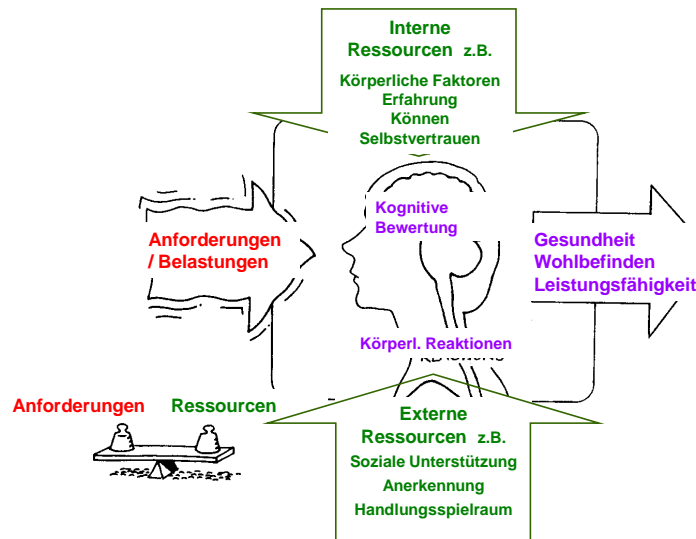 Interne
Ressourcen z.B.
Körperliche Faktoren
Erfahrung
Können
Selbstvertrauen
Kognitive
Bewertung
Anforderungen
/ Belastungen
Gesundheit
Wohlbefinden
Leistungsfähigkeit
Körperl. Reaktionen
Anforderungen Ressourcen
Externe
Ressourcen z.B.
Soziale Unterstützung
Anerkennung
Handlungsspielraum